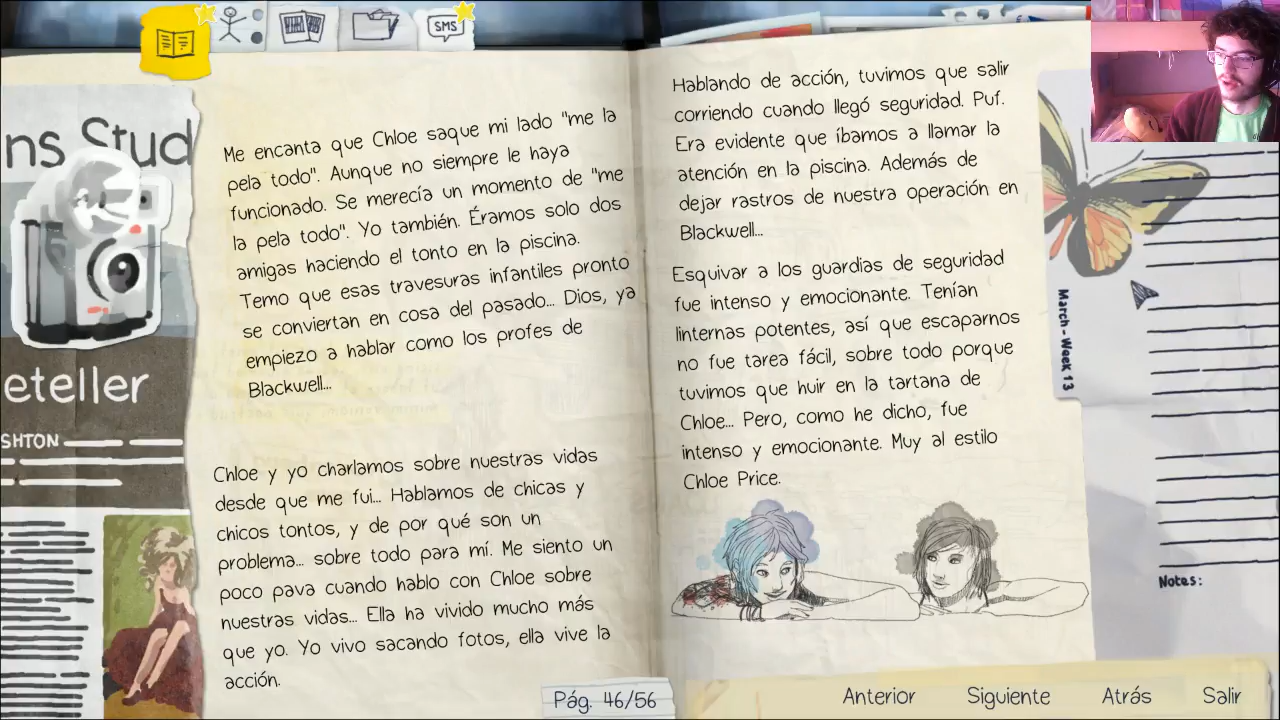 SMS
ns Stud
eteller
SHTON
Me encanta que Chloe saque mi lado "me la
pela todo". Aunque no siempre le haya
funcionado. Se merecía un momento de "me
la pela todo". Yo también. Éramos solo dos
amigas haciendo el tonto en la piscina.
Temo que esas travesuras infantiles pronto
se conviertan en cosa del pasado... Dios, ya
empiezo a hablar como los profes de
Blackwell...
Chloe y yo charlamos sobre nuestras vidas
desde que me fui... Hablamos de chicas y
chicos tontos, y de por qué son un
problema... sobre todo para mí. Me siento un
poco pava cuando hablo con Chloe sobre
nuestras vidas... Ella ha vivido mucho más
que yo. Yo vivo sacando fotos, ella vive la
acción.
Hablando de acción, tuvimos que salir
corriendo cuando llegó seguridad. Puf.
Era evidente que íbamos a llamar la
atención en la piscina. Además de
dejar rastros de nuestra operación en
Blackwell...
Esquivar a los guardias de seguridad
fue intenso y emocionante. Tenían
linternas potentes, así que escaparnos
no fue tarea fácil, sobre todo porque
tuvimos que huir en la tartana de
Chloe... Pero, como he dicho, fue
intenso y emocionante. Muy al estilo
Chloe Price.
March - Week 13
Notes:
Pág. 46/56
Anterior Siguiente Atrás Salir